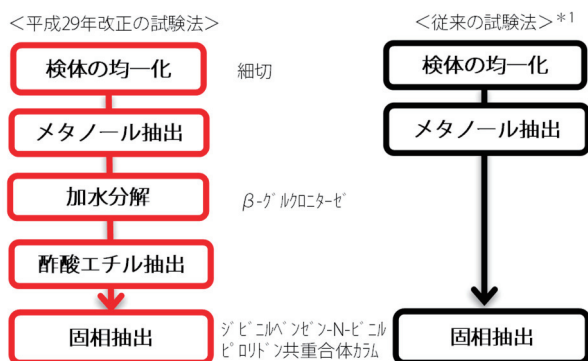 ＜平成29年改正の試験法＞
＜従来の試験法＞*1
検体の均一化
細切
検体の均一化
メタノール抽出
メタノール抽出
加水分解
β-ｸﾞﾙｸﾛﾆﾀｰｾﾞ
酢酸エチル抽出
固相抽出
ｼﾞﾋﾞﾆﾙﾍﾞﾝｾﾞﾝ-N-ﾋﾞﾆﾙ
ﾋﾟﾛﾘﾄﾞﾝ共重合体ｶﾗﾑ
固相抽出